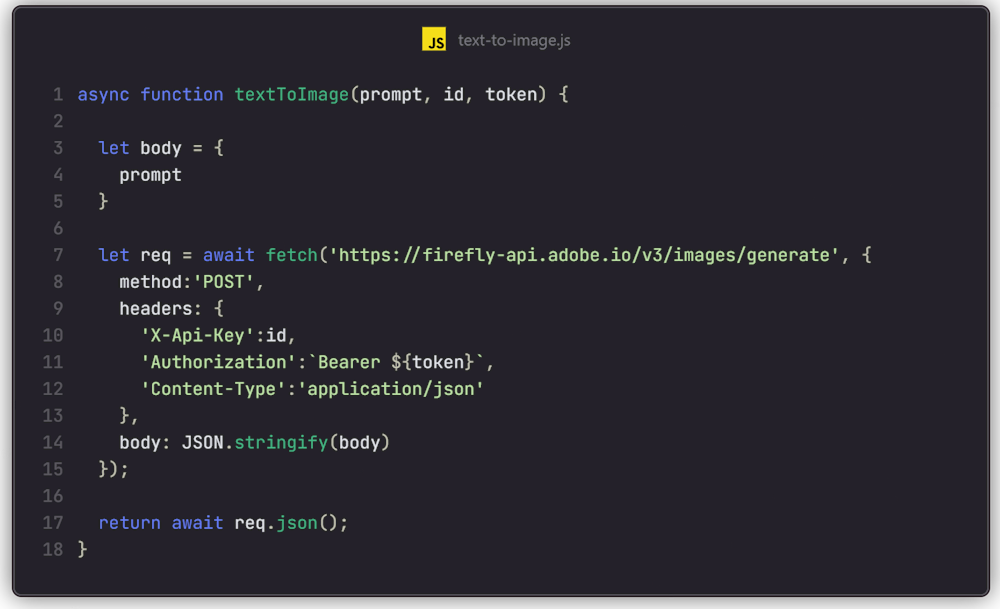 JS text-to-image.js
1 async function textToImage(prompt, id, token) {
2
3   let body = {
4     prompt
5   }
6
7   let req = await fetch('https://firefly-api.adobe.io/v3/images/generate', {
8     method:'POST',
9     headers: {
10       'X-Api-Key':id,
11       'Authorization':`Bearer ${token}`,
12       'Content-Type':'application/json'
13     },
14     body: JSON.stringify(body)
15   });
16
17   return await req.json();
18 }